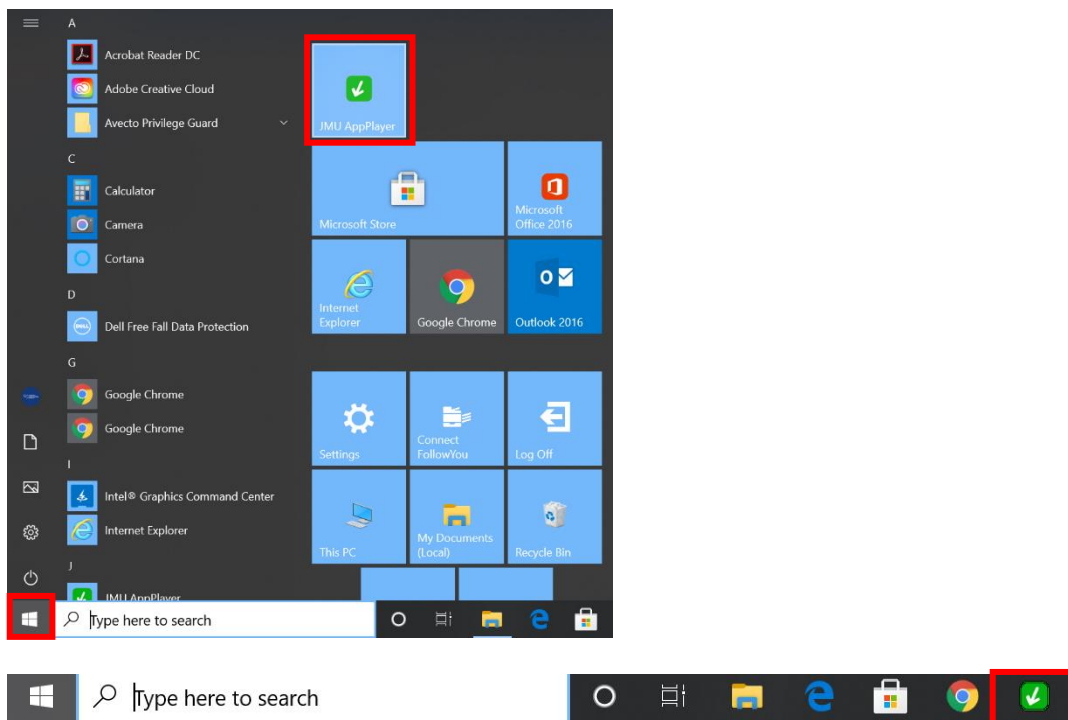 A
Acrobat Reader DC
Adobe Creative Cloud
Avecto Privilege Guard
JMU AppPlayer
C
Calculator
Camera
Cortana
Microsoft Store
Microsoft
Office 2016
D
Dell Free Fall Data Protection
Internet
Explorer
Google Chrome
Outlook 2016
G
Google Chrome
Google Chrome
Settings
Connect
FollowYou
Log Off
I
Intel® Graphics Command Center
Internet Explorer
This PC
My Documents
(Local)
Recycle Bin
J
JMU AppPlayer
Type here to search
Type here to search